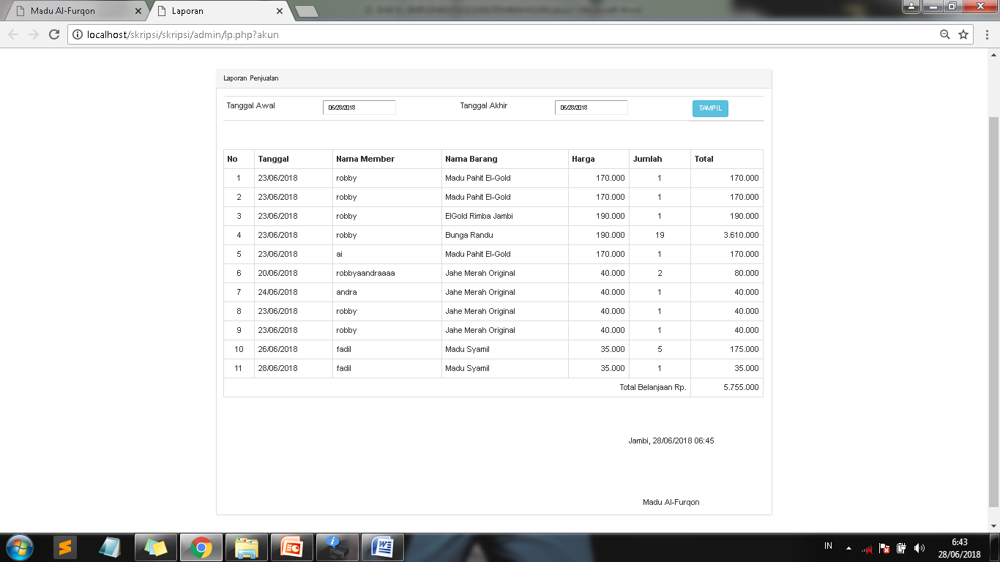 Madu Al-Furqon
Laporan
localhost/skripsi/skripsi/admin/lp.php?akun
Laporan Penjualan
Tanggal Awal 06/28/2018 Tanggal Akhir 06/28/2018 TAMPIL
No Tanggal Nama Member Nama Barang Harga Jumlah Total
1 23/06/2018 robby Madu Pahit El-Gold 170.000 1 170.000
2 23/06/2018 robby Madu Pahit El-Gold 170.000 1 170.000
3 23/06/2018 robby ElGold Rimba Jambi 190.000 1 190.000
4 23/06/2018 robby Bunga Randu 190.000 19 3.610.000
5 23/06/2018 ai Madu Pahit El-Gold 170.000 1 170.000
6 20/06/2018 robbyaandraaaa Jahe Merah Original 40.000 2 80.000
7 24/06/2018 andra Jahe Merah Original 40.000 1 40.000
8 23/06/2018 robby Jahe Merah Original 40.000 1 40.000
9 23/06/2018 robby Jahe Merah Original 40.000 1 40.000
10 26/06/2018 fadil Madu Syamil 35.000 5 175.000
11 28/06/2018 fadil Madu Syamil 35.000 1 35.000
Total Belanjaan Rp. 5.755.000
Jambi, 28/06/2018 06:45
Madu Al-Furqon
IN
6:43
28/06/2018